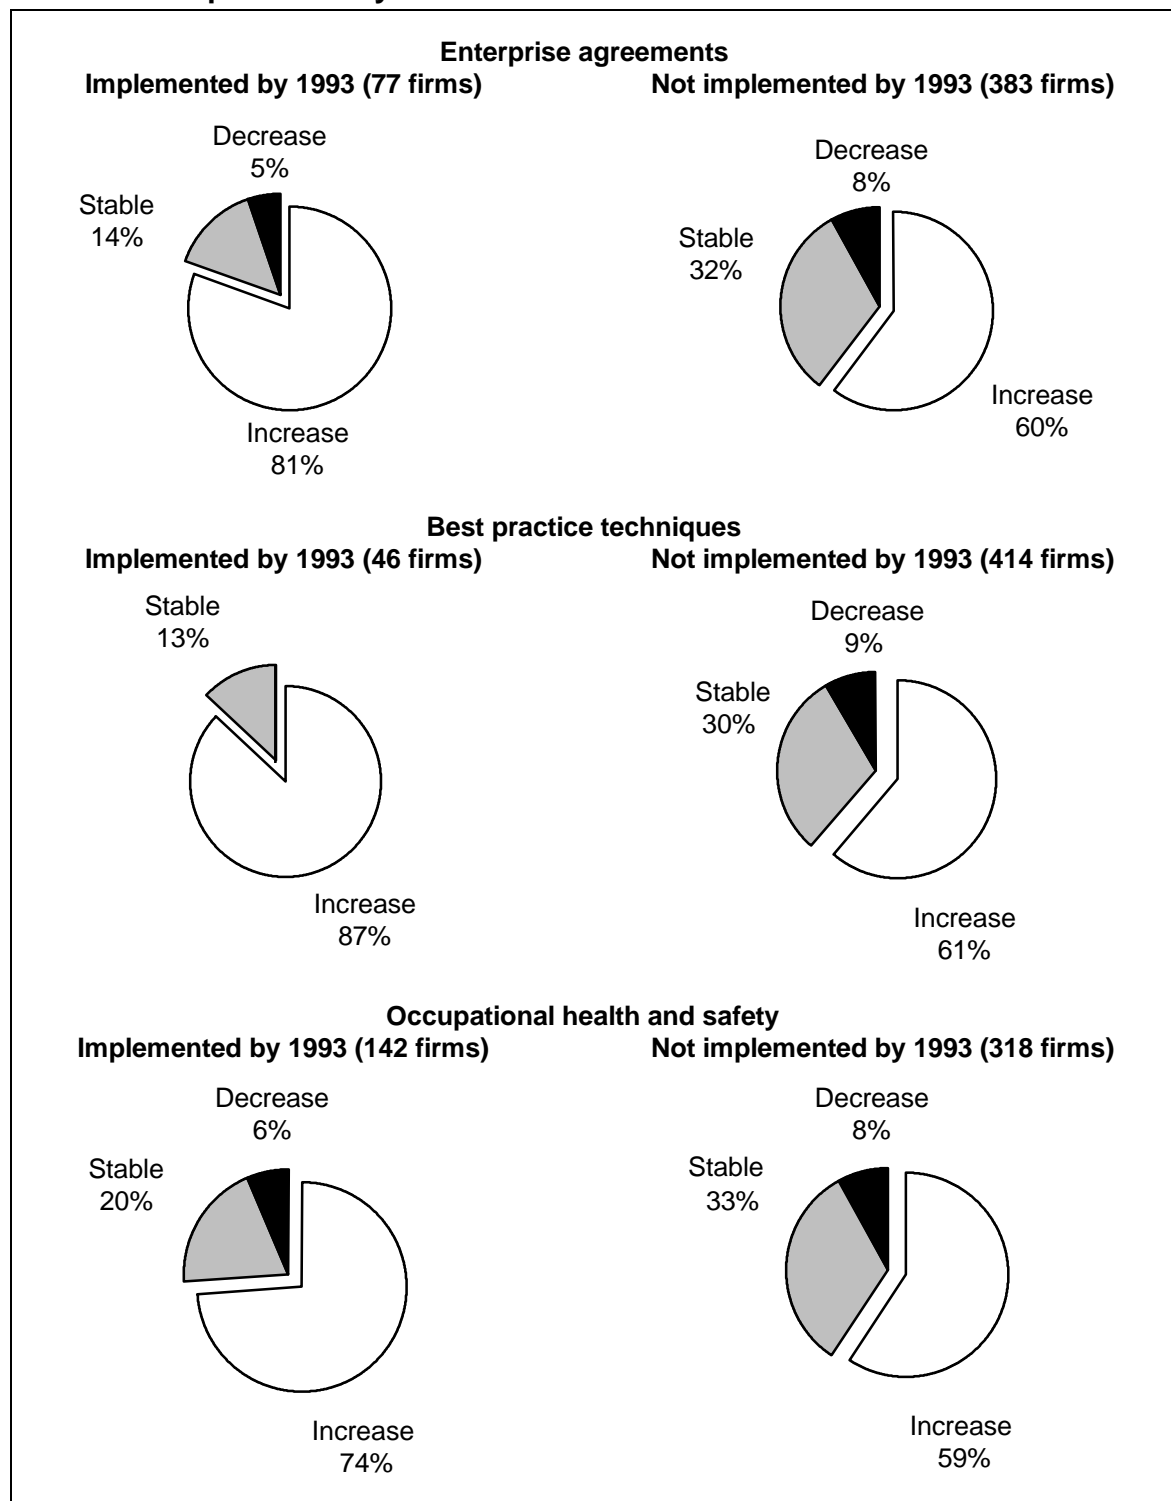 Enterprise agreements
Implemented by 1993 (77 firms)
Not implemented by 1993 (383 firms)
Decrease
5%
Stable
14%
Increase
81%
Decrease
8%
Stable
32%
Increase
60%
Best practice techniques
Implemented by 1993 (46 firms)
Not implemented by 1993 (414 firms)
Stable
13%
Increase
87%
Decrease
9%
Stable
30%
Increase
61%
Occupational health and safety
Implemented by 1993 (142 firms)
Not implemented by 1993 (318 firms)
Decrease
6%
Stable
20%
Increase
74%
Decrease
8%
Stable
33%
Increase
59%